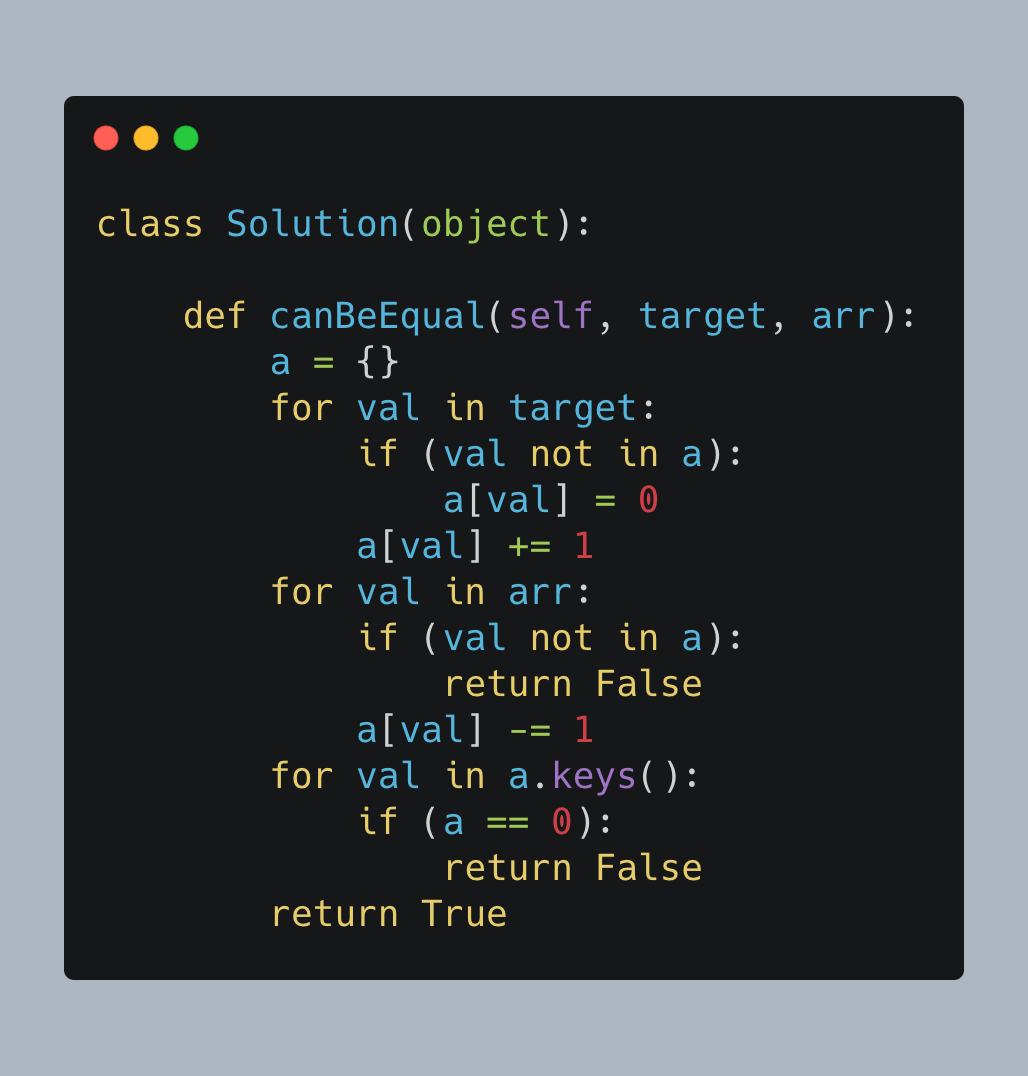 class Solution(object):

    def canBeEqual(self, target, arr):
        a = {}
        for val in target:
            if (val not in a):
                a[val] = 0
            a[val] += 1
        for val in arr:
            if (val not in a):
                return False
            a[val] -= 1
        for val in a.keys():
            if (a == 0):
                return False
        return True